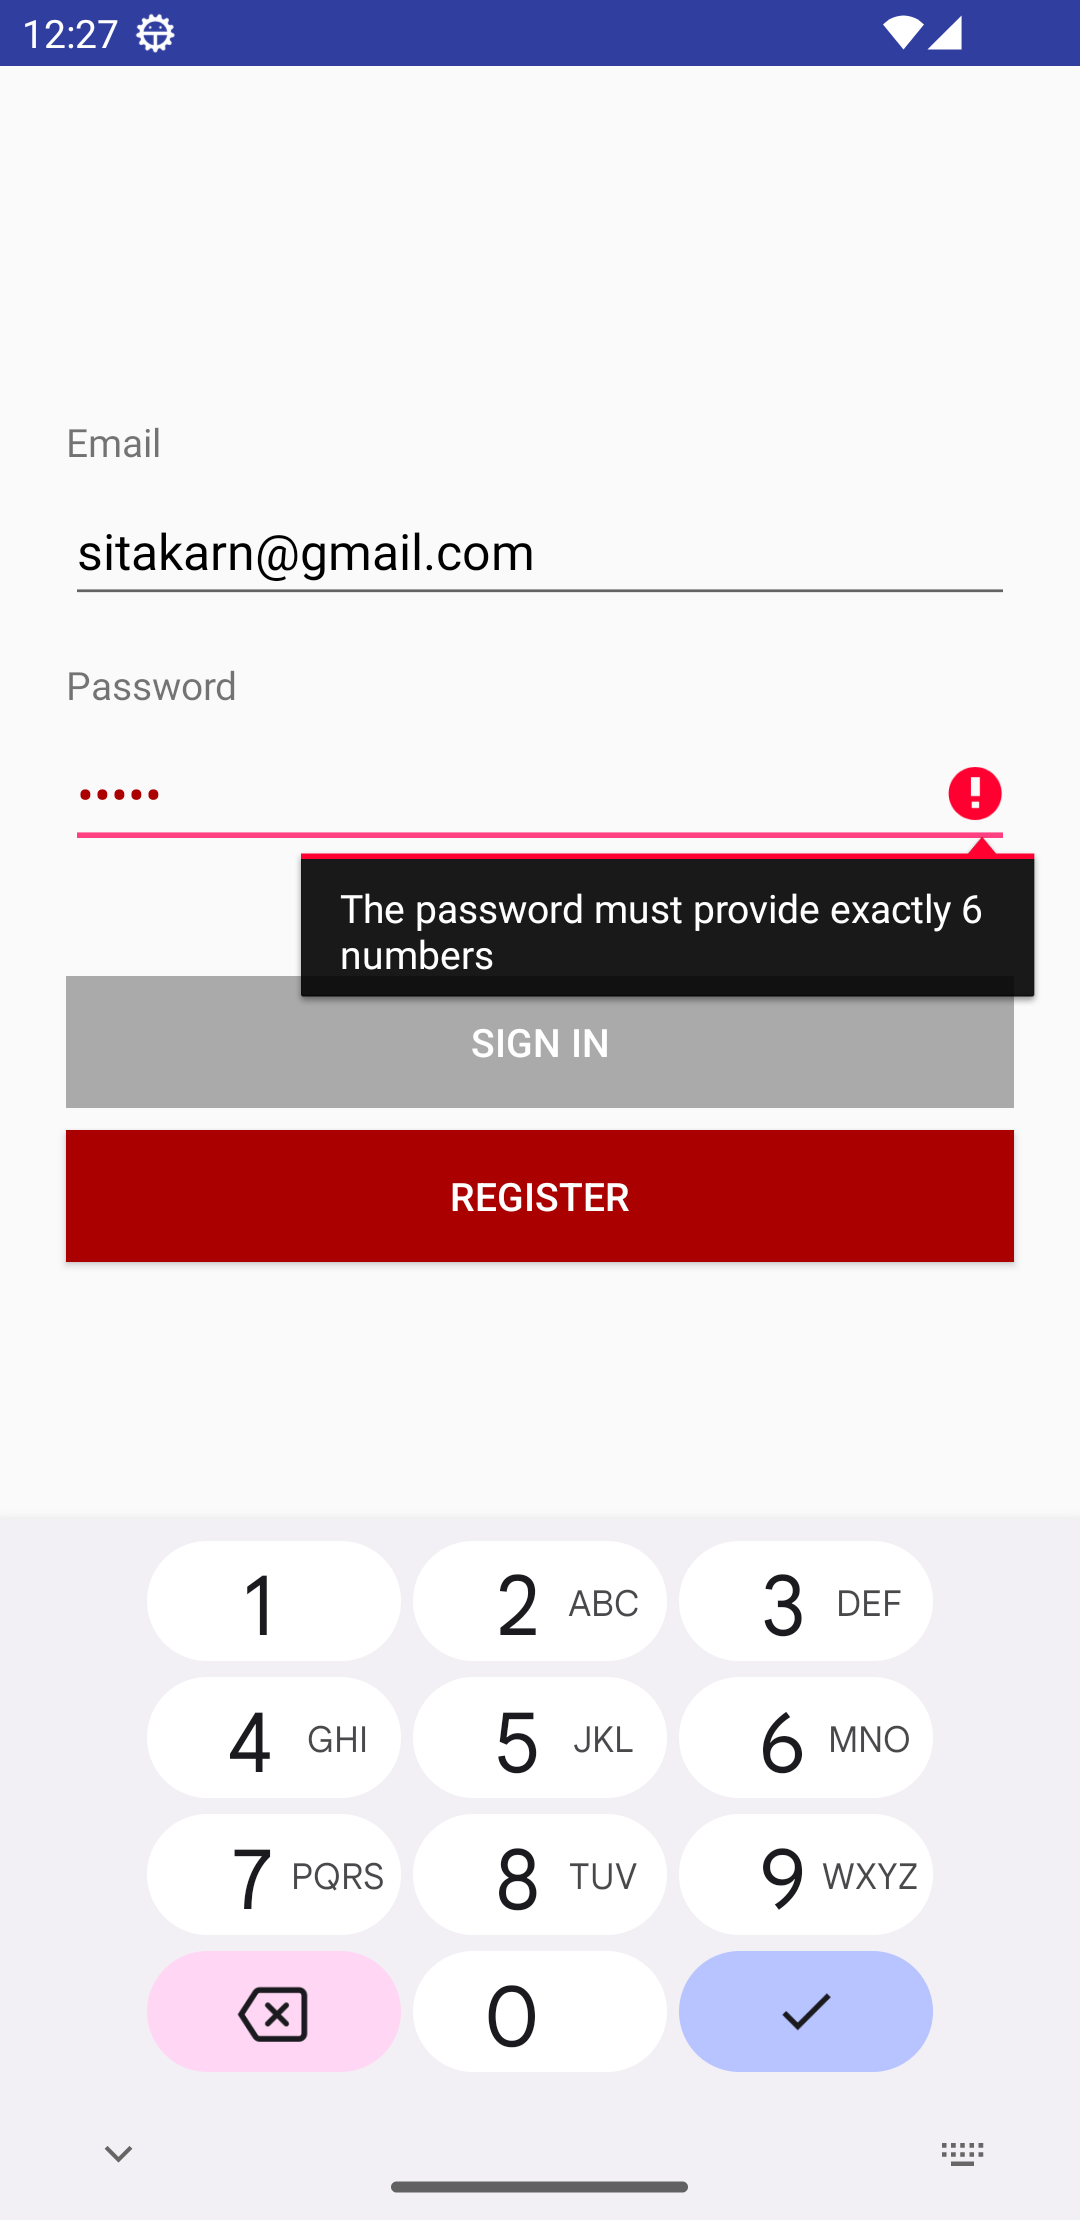 12:27
Email
sitakarn@gmail.com
Password
•••••
The password must provide exactly 6
numbers
SIGN IN
REGISTER
1
2 ABC
3 DEF
4 GHI
5 JKL
6 MNO
7 PQRS
8 TUV
9 WXYZ
0